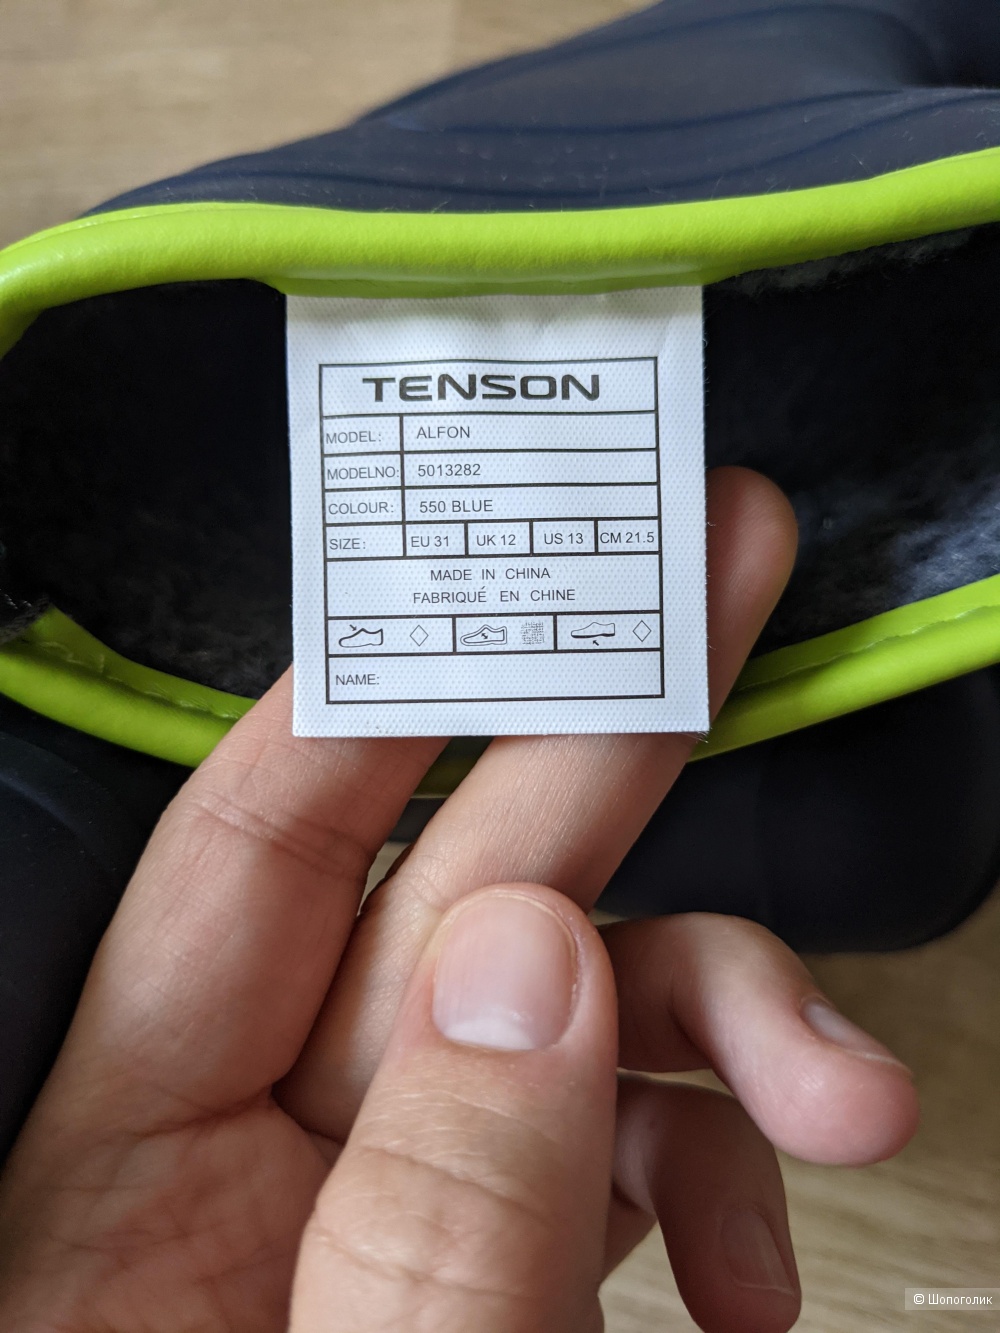 TENSON
MODEL: ALFON
MODELNO: 5013282
COLOUR: 550 BLUE
SIZE: EU 31 UK 12 US 13 CM 21.5
MADE IN CHINA
FABRIQUÉ EN CHINE
NAME:
© Шопоголик